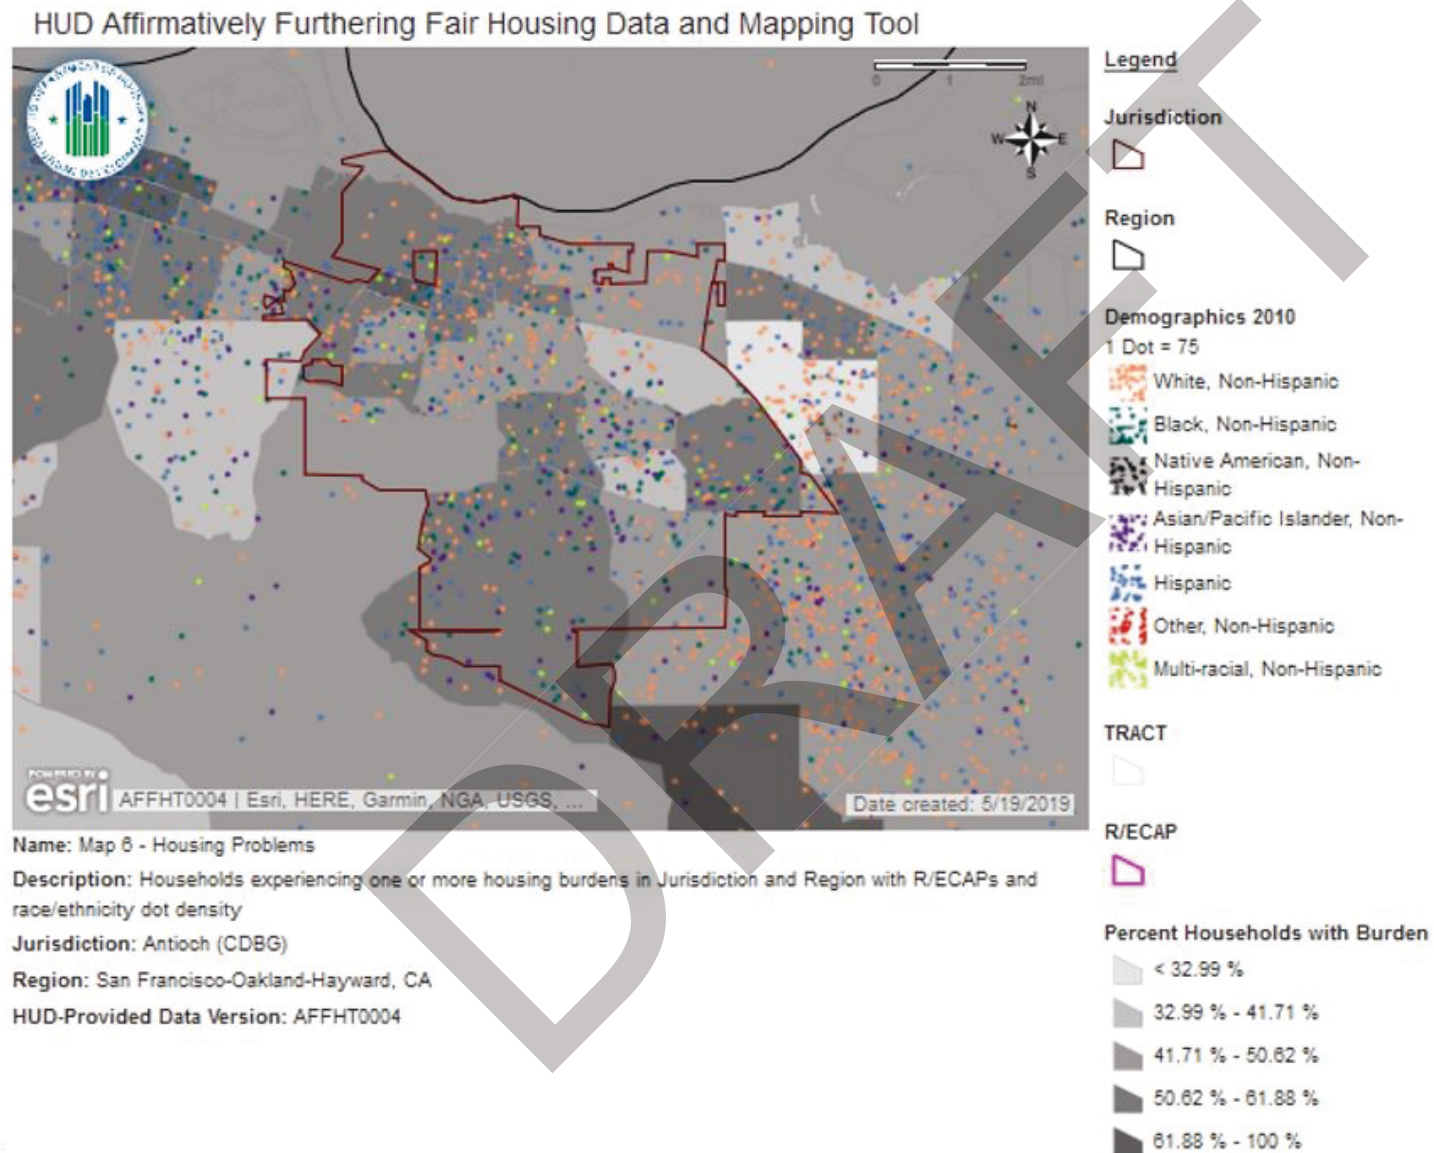 HUD Affirmatively Furthering Fair Housing Data and Mapping Tool
0 1 2mi
N
W E
S
POWERED BY
esri
AFFHT0004 | Esri, HERE, Garmin, NGA, USGS, ...
Date created: 5/19/2019
Name: Map 6 - Housing Problems
Description: Households experiencing one or more housing burdens in Jurisdiction and Region with R/ECAPs and
race/ethnicity dot density
Jurisdiction: Antioch (CDBG)
Region: San Francisco-Oakland-Hayward, CA
HUD-Provided Data Version: AFFHT0004
Legend
Jurisdiction
Region
Demographics 2010
1 Dot = 75
White, Non-Hispanic
Black, Non-Hispanic
Native American, Non-
Hispanic
Asian/Pacific Islander, Non-
Hispanic
Hispanic
Other, Non-Hispanic
Multi-racial, Non-Hispanic
TRACT
R/ECAP
Percent Households with Burden
< 32.99 %
32.99 % - 41.71 %
41.71 % - 50.62 %
50.62 % - 61.88 %
61.88 % - 100 %
DRAFT